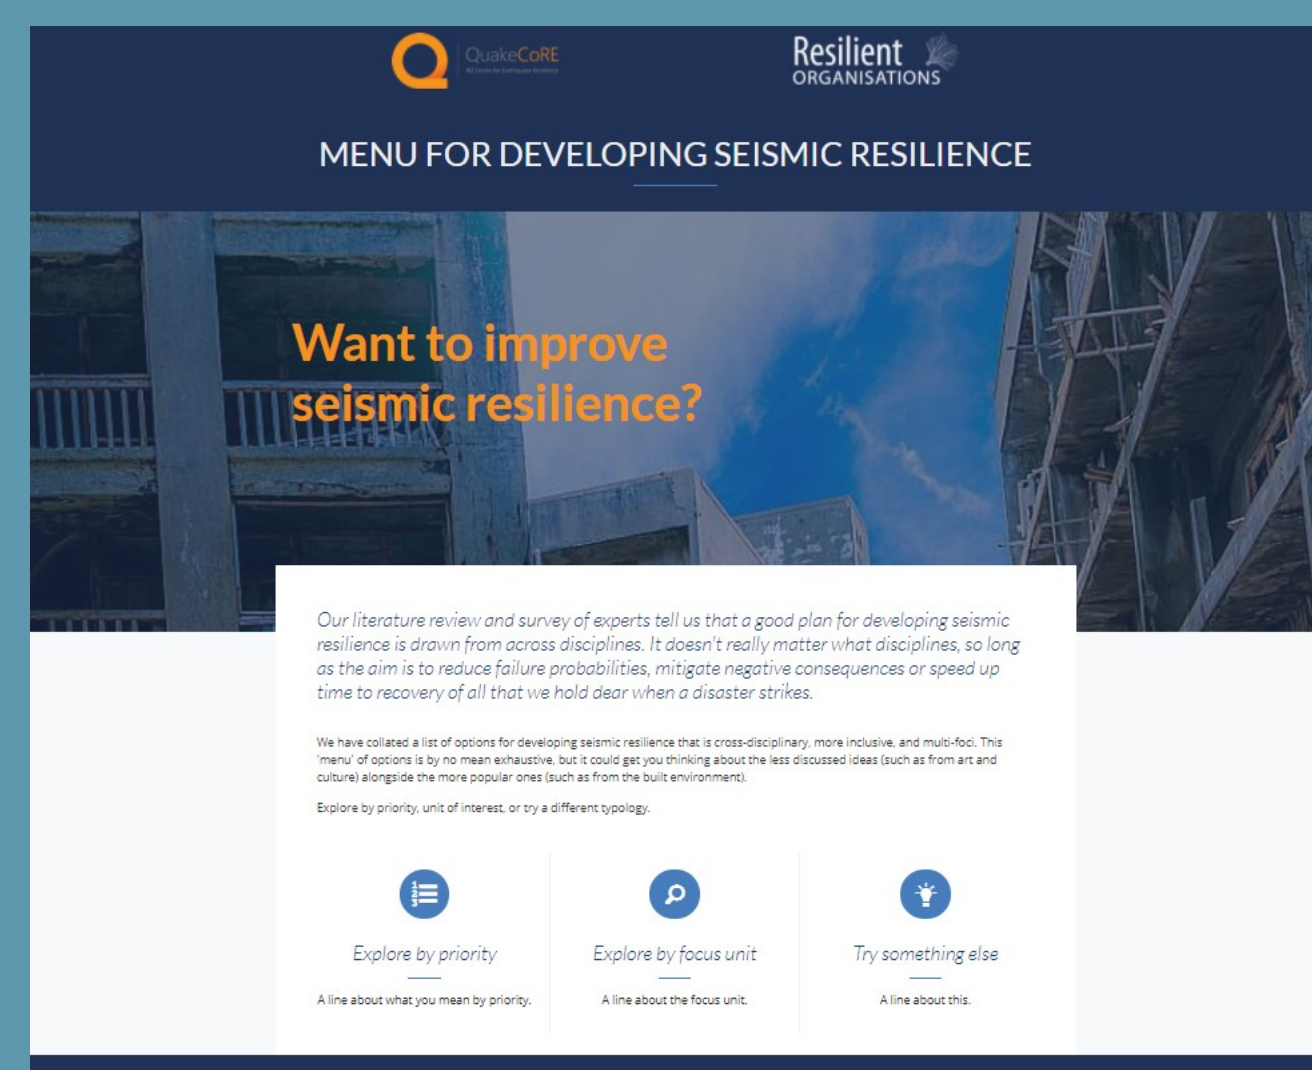 QuakeCoRE
NZ Centre for Earthquake Resilience
Resilient
ORGANISATIONS
MENU FOR DEVELOPING SEISMIC RESILIENCE
Want to improve
seismic resilience?
Our literature review and survey of experts tell us that a good plan for developing seismic
resilience is drawn from across disciplines. It doesn't really matter what disciplines, so long
as the aim is to reduce failure probabilities, mitigate negative consequences or speed up
time to recovery of all that we hold dear when a disaster strikes.
We have collated a list of options for developing seismic resilience that is cross-disciplinary, more inclusive, and multi-foci. This
'menu' of options is by no mean exhaustive, but it could get you thinking about the less discussed ideas (such as from art and
culture) alongside the more popular ones (such as from the built environment).
Explore by priority, unit of interest, or try a different typology.
Explore by priority
A line about what you mean by priority.
Explore by focus unit
A line about the focus unit.
Try something else
A line about this.